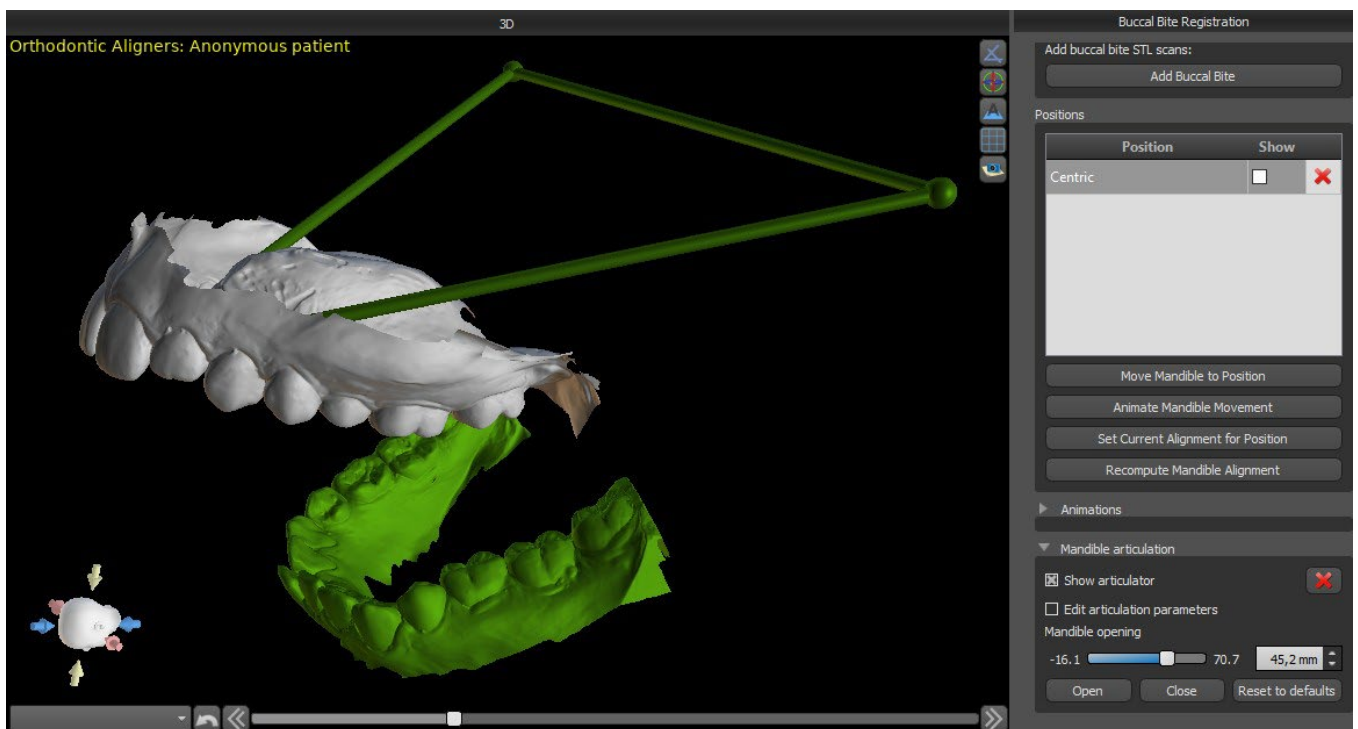 3D
Orthodontic Aligners: Anonymous patient
Buccal Bite Registration
Add buccal bite STL scans:
Add Buccal Bite
Positions
Position Show
Centric
Move Mandible to Position
Animate Mandible Movement
Set Current Alignment for Position
Recompute Mandible Alignment
Animations
Mandible articulation
Show articulator
Edit articulation parameters
Mandible opening
-16.1 70.7 45,2 mm
Open Close Reset to defaults